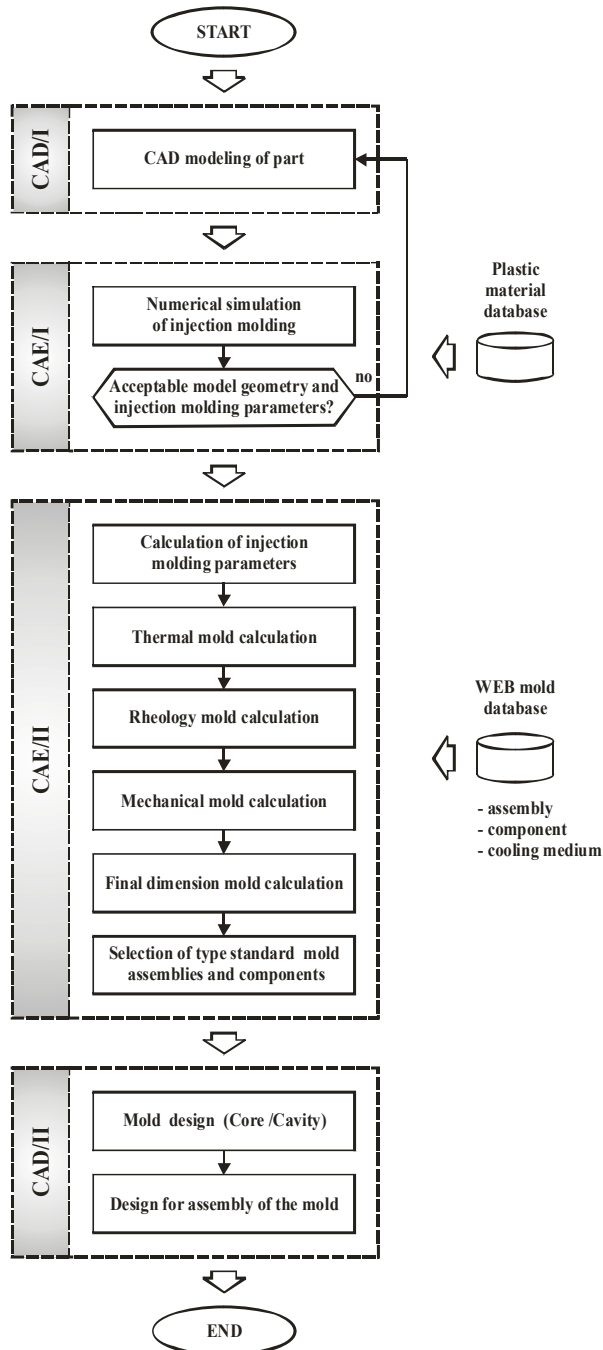 START
CAD/I
CAD modeling of part
CAE/I
Numerical simulation
of injection molding
Acceptable model geometry and
injection molding parameters?
no
Plastic
material
database
CAE/II
Calculation of injection
molding parameters
Thermal mold calculation
Rheology mold calculation
Mechanical mold calculation
Final dimension mold calculation
Selection of type standard mold
assemblies and components
WEB mold
database
- assembly
- component
- cooling medium
CAD/II
Mold design (Core /Cavity)
Design for assembly of the mold
END